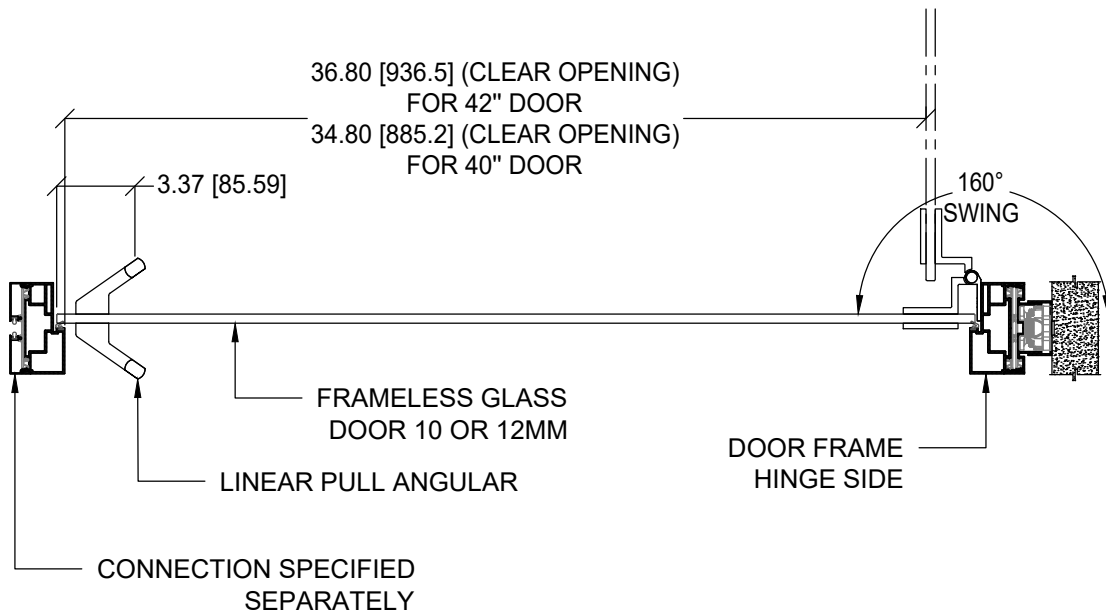 36.80 [936.5] (CLEAR OPENING)
FOR 42" DOOR
34.80 [885.2] (CLEAR OPENING)
FOR 40" DOOR
3.37 [85.59]
160°
SWING
FRAMELESS GLASS
DOOR 10 OR 12MM
DOOR FRAME
HINGE SIDE
LINEAR PULL ANGULAR
CONNECTION SPECIFIED
SEPARATELY